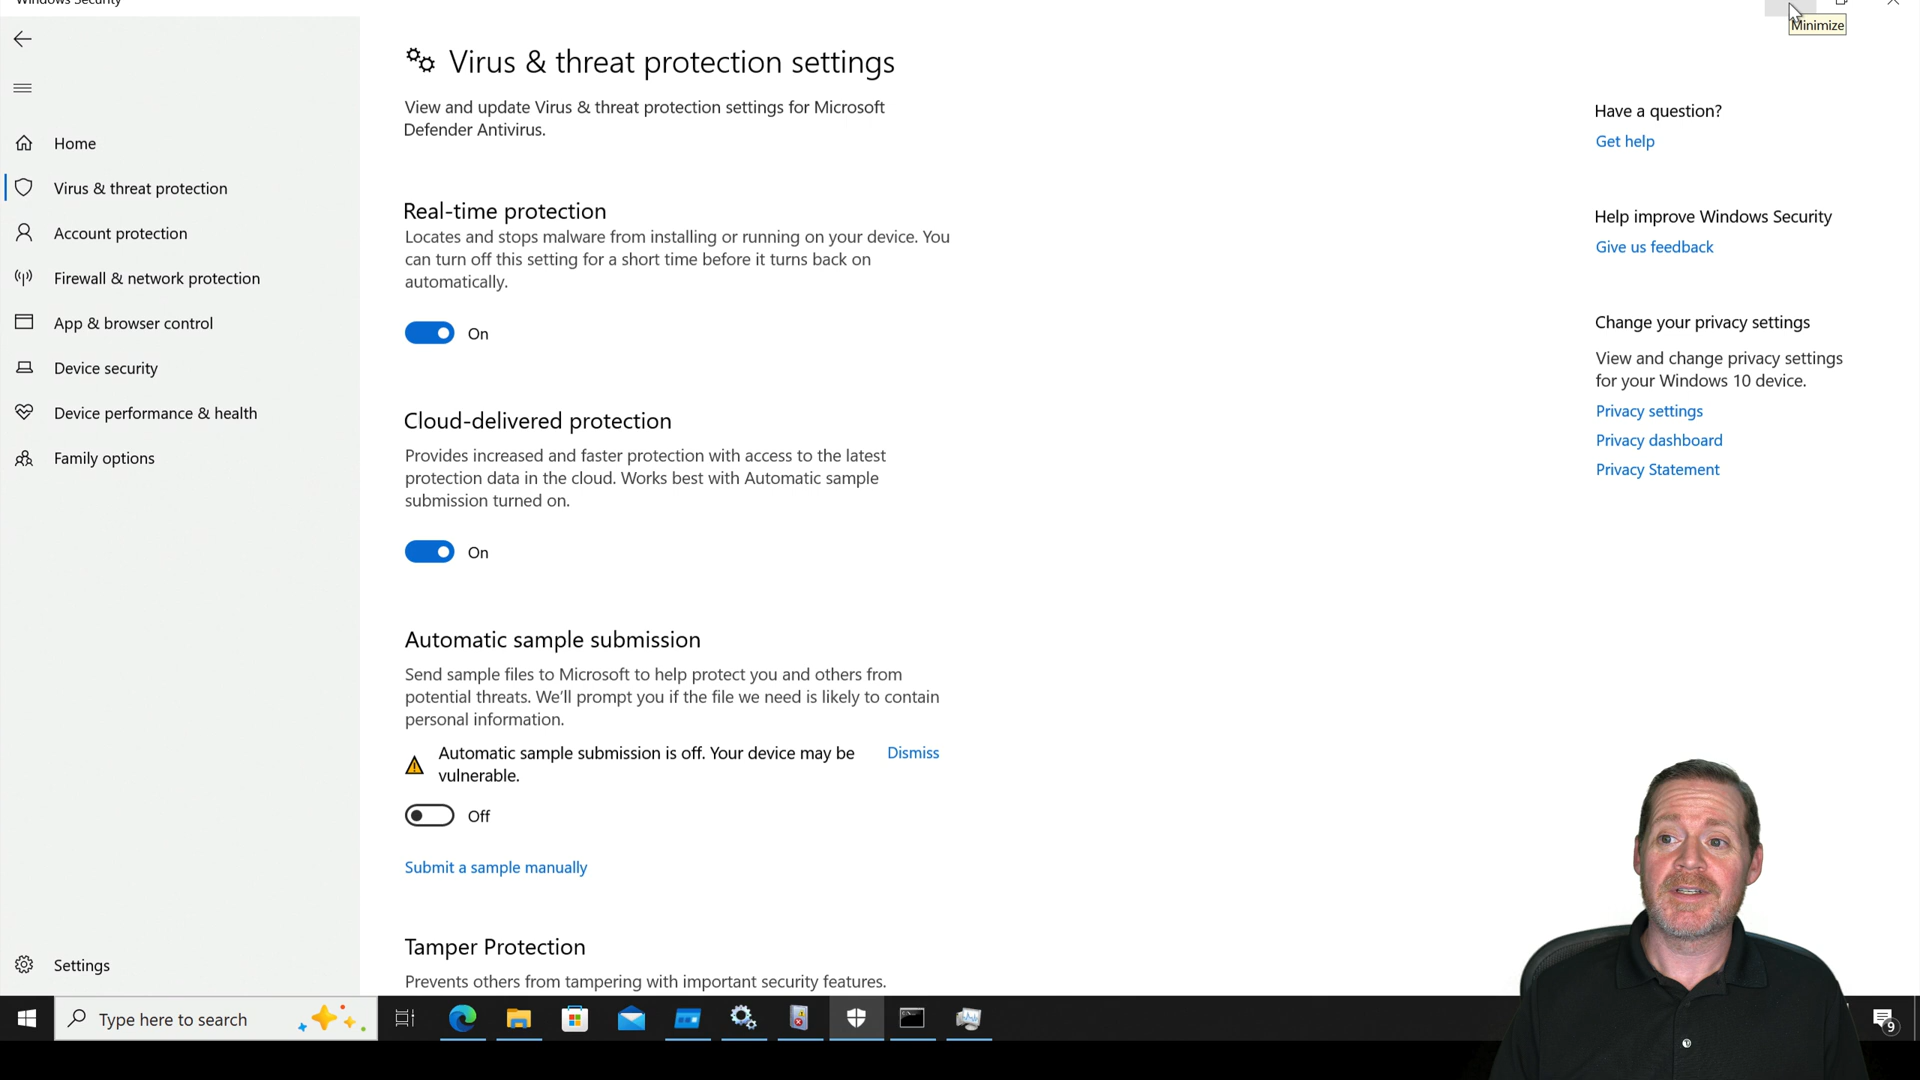 Windows Security
Minimize
Home
Virus & threat protection
Account protection
Firewall & network protection
App & browser control
Device security
Device performance & health
Family options
Settings
Virus & threat protection settings
View and update Virus & threat protection settings for Microsoft
Defender Antivirus.
Real-time protection
Locates and stops malware from installing or running on your device. You
can turn off this setting for a short time before it turns back on
automatically.
On
Cloud-delivered protection
Provides increased and faster protection with access to the latest
protection data in the cloud. Works best with Automatic sample
submission turned on.
On
Automatic sample submission
Send sample files to Microsoft to help protect you and others from
potential threats. We'll prompt you if the file we need is likely to contain
personal information.
Automatic sample submission is off. Your device may be
vulnerable.
Dismiss
Off
Submit a sample manually
Tamper Protection
Prevents others from tampering with important security features.
Have a question?
Get help
Help improve Windows Security
Give us feedback
Change your privacy settings
View and change privacy settings
for your Windows 10 device.
Privacy settings
Privacy dashboard
Privacy Statement
Type here to search
9